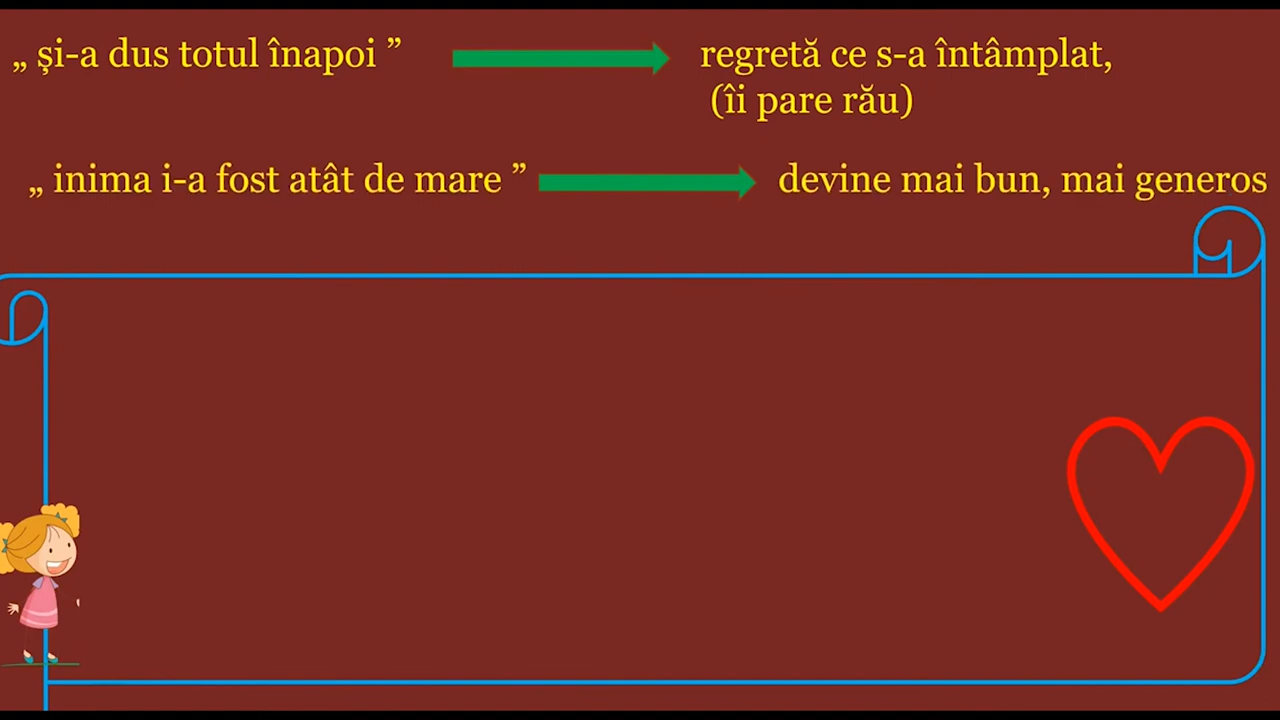 „ și-a dus totul înapoi ” regretă ce s-a întâmplat,
(îi pare rău)
„ inima i-a fost atât de mare ” devine mai bun, mai generos